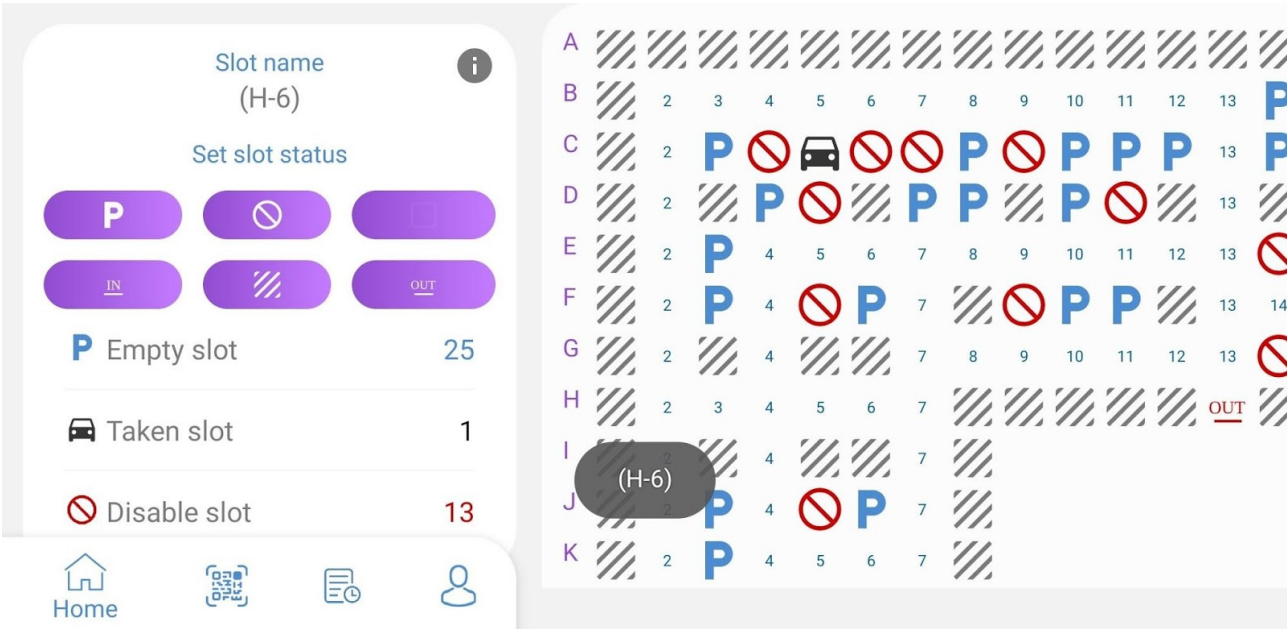 Slot name
(H-6)
Set slot status
P
IN
OUT
P Empty slot 25
Taken slot 1
Disable slot 13
Home
A
B 2 3 4 5 6 7 8 9 10 11 12 13 P
C 2 P P P P P 13 P
D 2 P P P P 13
E 2 P 4 5 6 7 8 9 10 11 12 13
F 2 P 4 P 7 P P 13 14
G 2 4 7 8 9 10 11 12 13
H 2 3 4 5 6 7 OUT
I 2 4 7
(H-6)
J 2 P 4 P 7
K 2 P 4 5 6 7